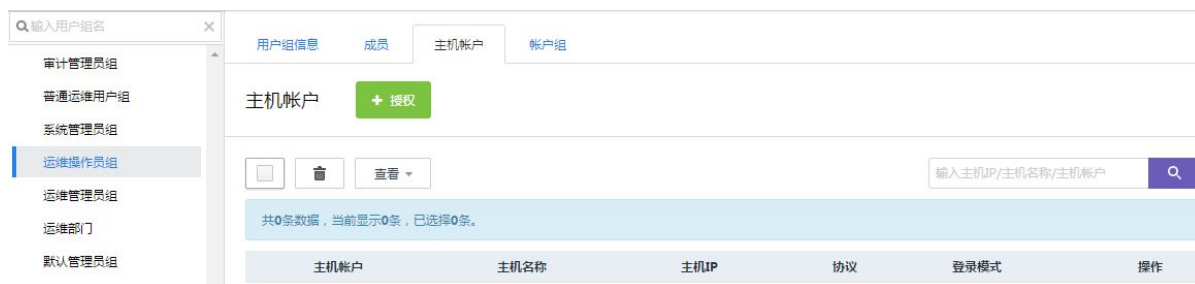 输入用户组名
审计管理员组
普通运维用户组
系统管理员组
运维操作员组
运维管理员组
运维部门
默认管理员组
用户组信息 成员 主机帐户 帐户组
主机帐户 + 授权
查看 输入主机IP/主机名称/主机帐户
共0条数据，当前显示0条，已选择0条。
主机帐户 主机名称 主机IP 协议 登录模式 操作